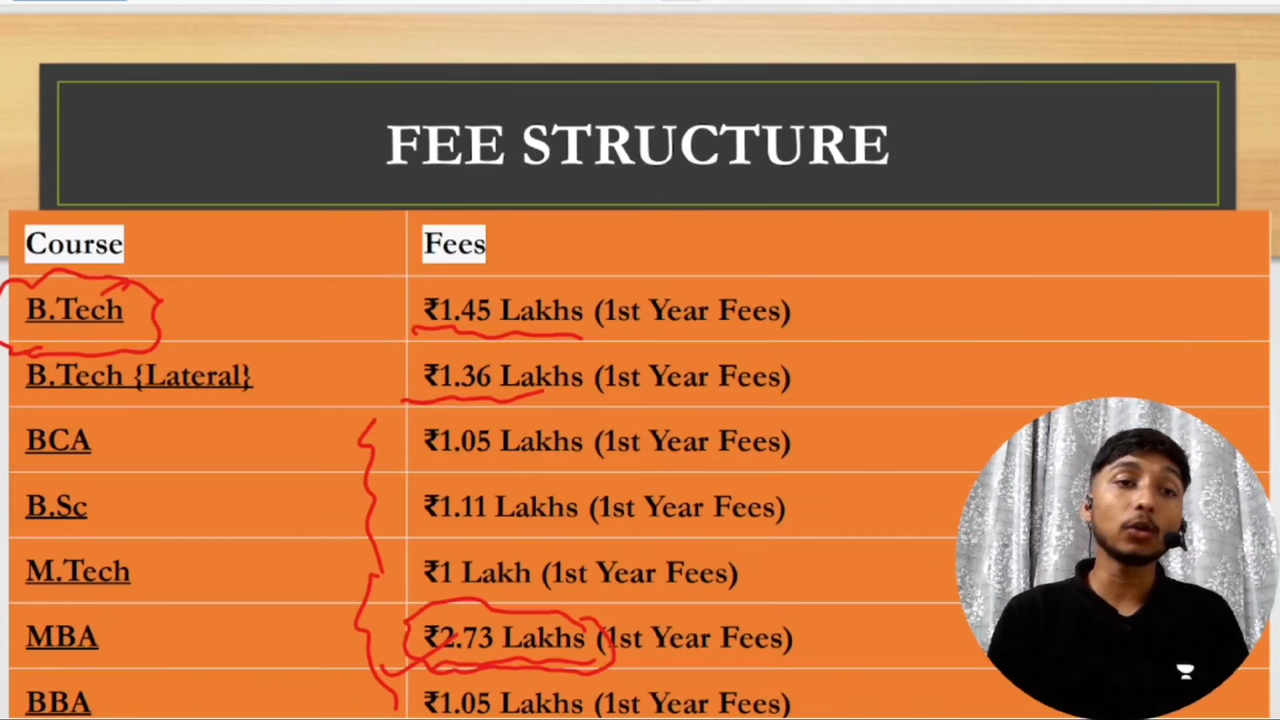 FEE STRUCTURE
Course Fees
B.Tech ₹1.45 Lakhs (1st Year Fees)
B.Tech {Lateral} ₹1.36 Lakhs (1st Year Fees)
BCA ₹1.05 Lakhs (1st Year Fees)
B.Sc ₹1.11 Lakhs (1st Year Fees)
M.Tech ₹1 Lakh (1st Year Fees)
MBA ₹2.73 Lakhs (1st Year Fees)
BBA ₹1.05 Lakhs (1st Year Fees)